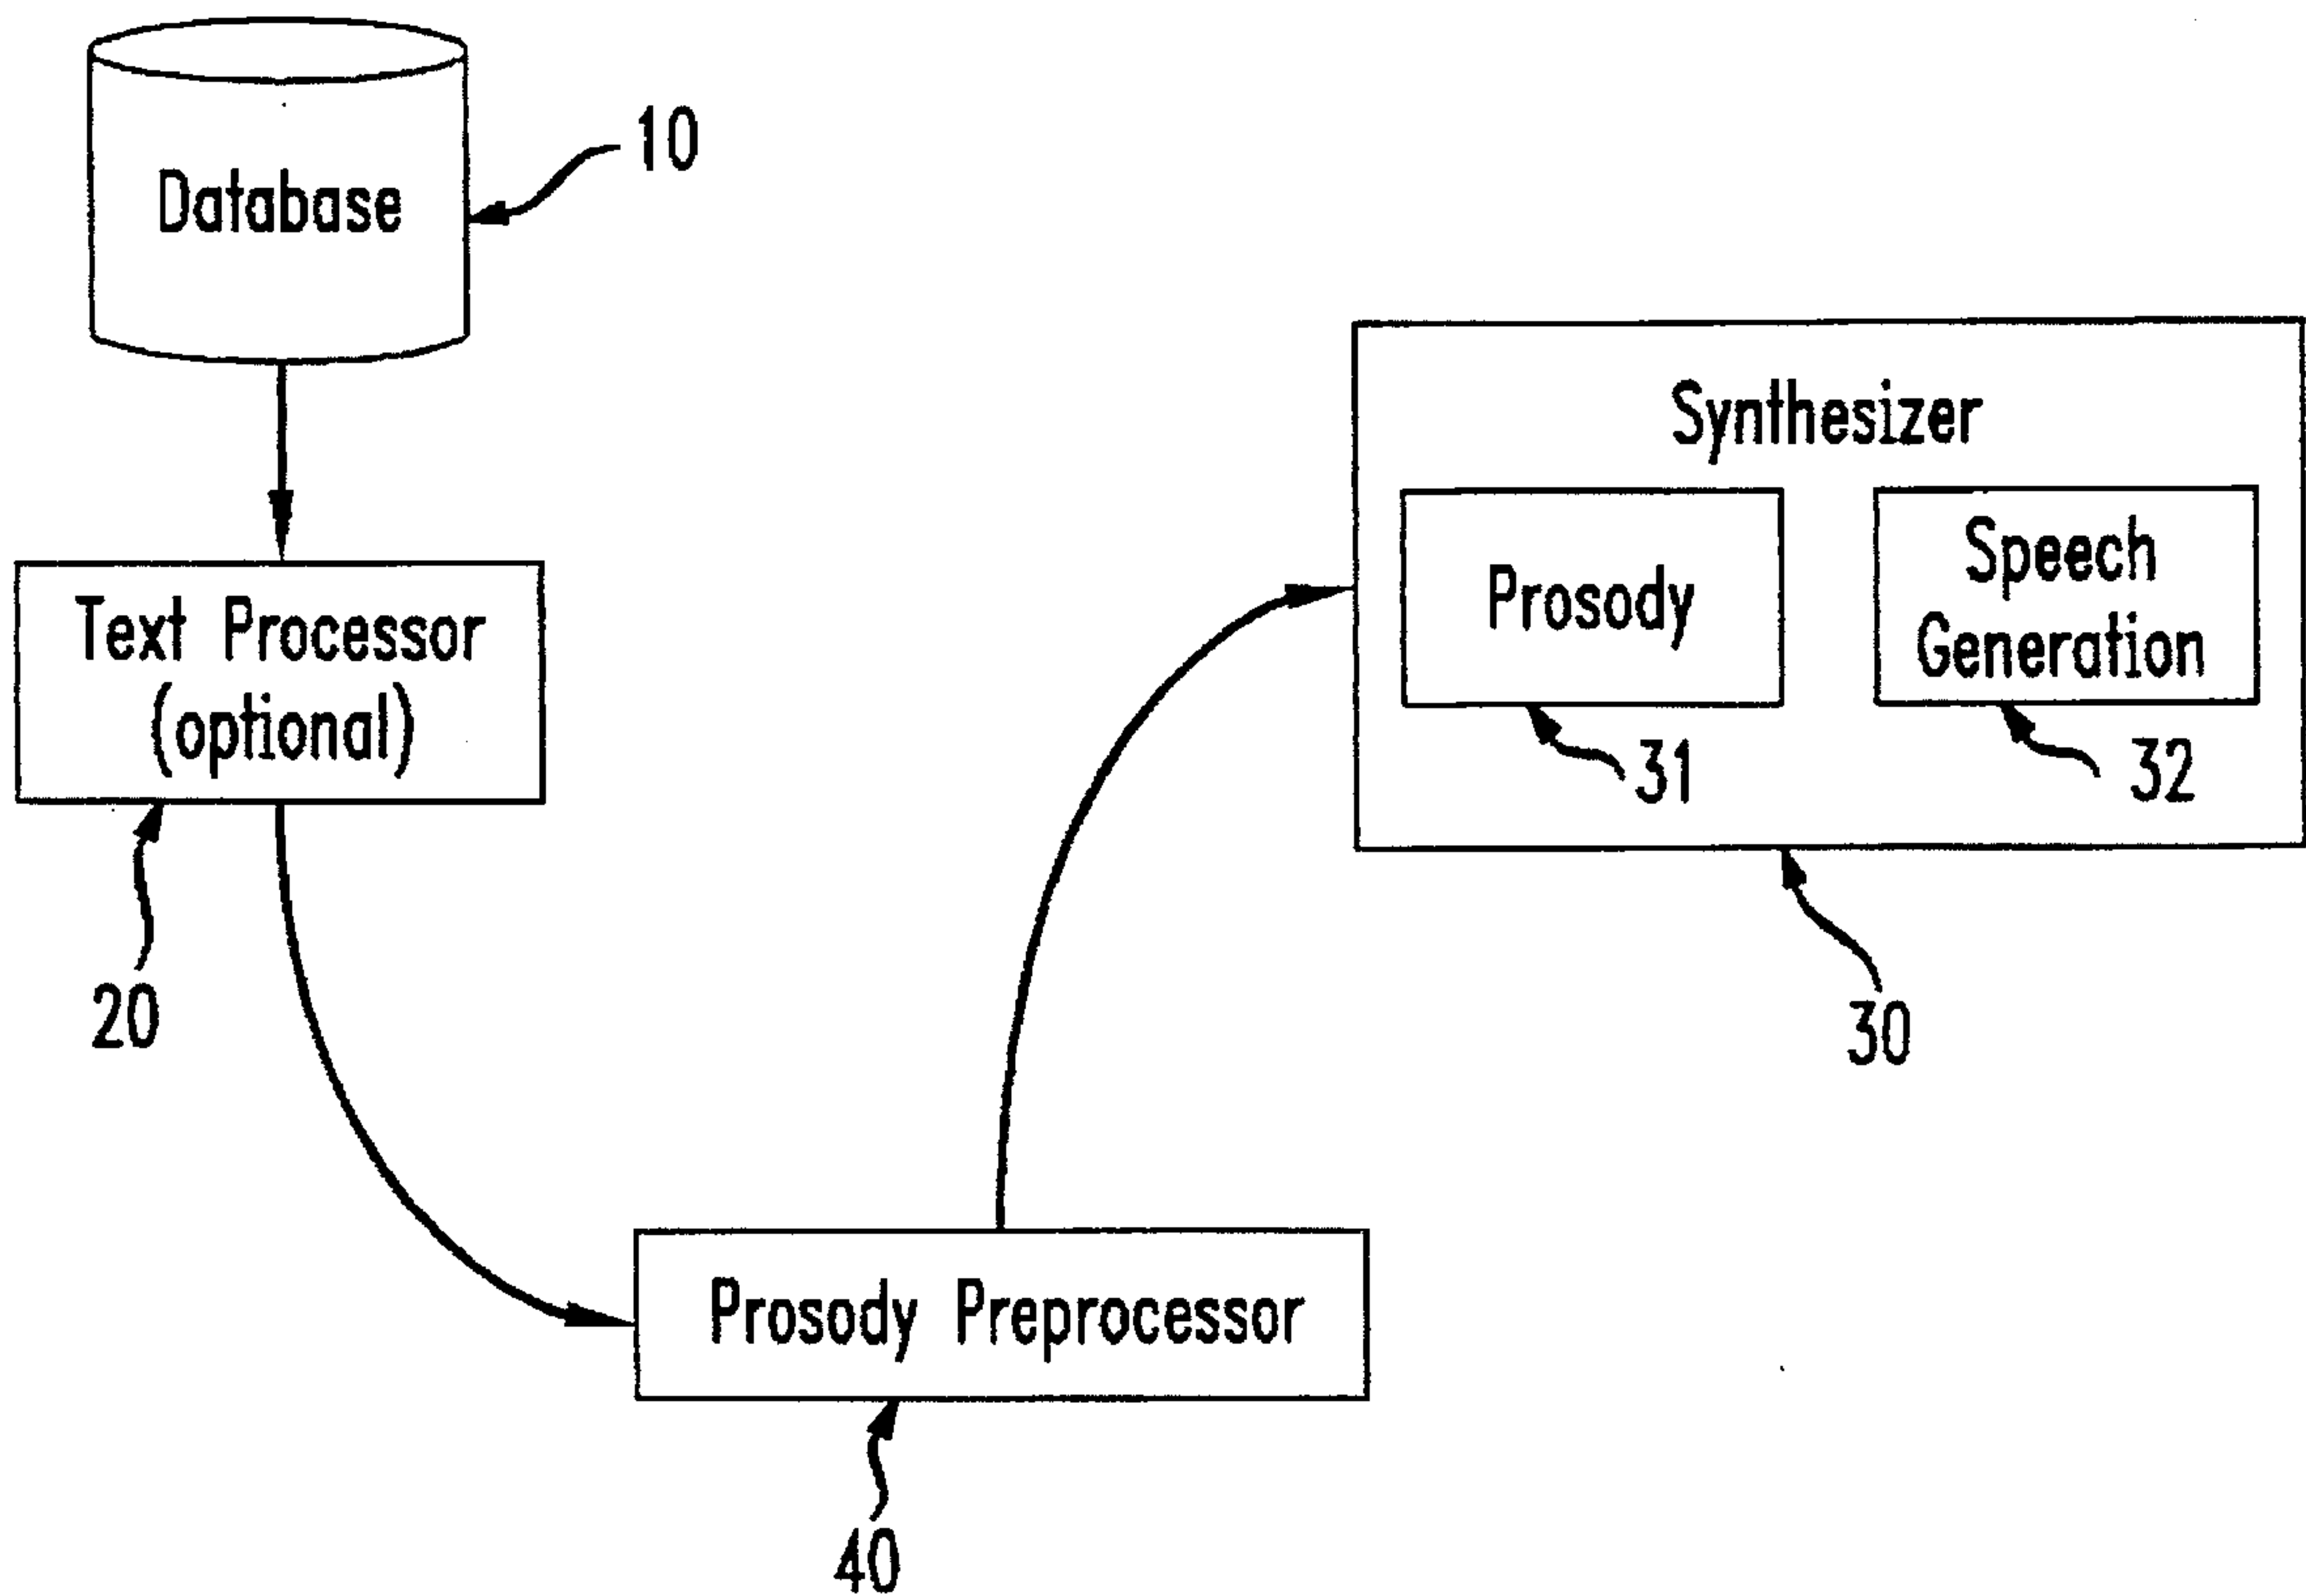 Database
10
Text Processor
(optional)
20
Prosody Preprocessor
40
Synthesizer
Prosody
31
Speech
Generation
32
30